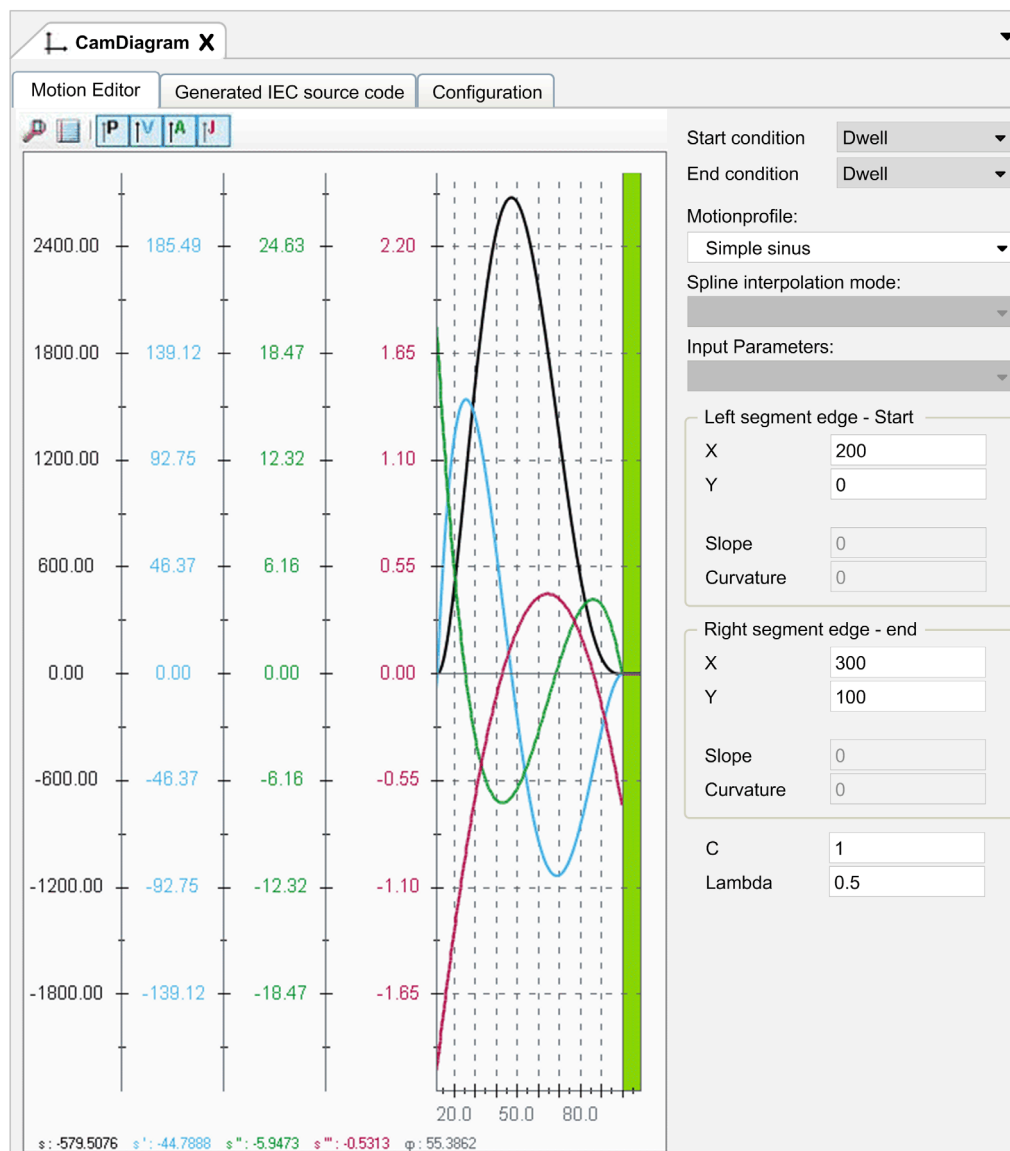 CamDiagram X
Motion Editor Generated IEC source code Configuration
P V A J
2400.00 185.49 24.63 2.20
1800.00 139.12 18.47 1.65
1200.00 92.75 12.32 1.10
600.00 46.37 6.16 0.55
0.00 0.00 0.00 0.00
-600.00 -46.37 -6.16 -0.55
-1200.00 -92.75 -12.32 -1.10
-1800.00 -139.12 -18.47 -1.65
20.0 50.0 80.0
s : -579.5076 s ' : -44.7888 s " : -5.9473 s "' : -0.5313 φ : 55.3862
Start condition Dwell
End condition Dwell
Motionprofile:
Simple sinus
Spline interpolation mode:
Input Parameters:
Left segment edge - Start
X 200
Y 0
Slope 0
Curvature 0
Right segment edge - end
X 300
Y 100
Slope 0
Curvature 0
C 1
Lambda 0.5